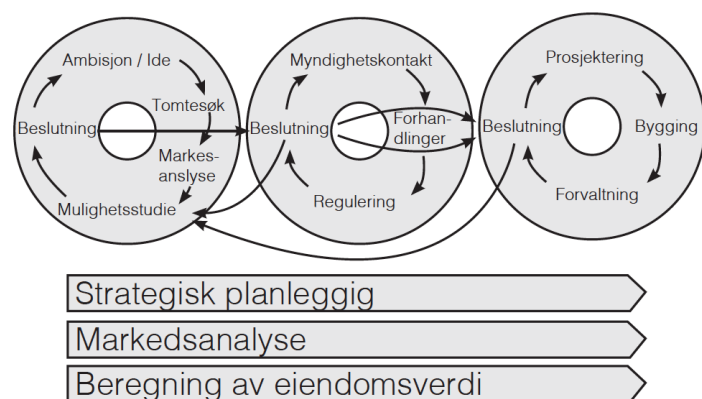 Ambisjon / Ide
Tomtesøk
Beslutning
Markes-
analyse
Mulighetsstudie
Myndighetskontakt
Forhan-
dlinger
Beslutning
Regulering
Prosjektering
Beslutning
Bygging
Forvaltning
Strategisk planleggig
Markedsanalyse
Beregning av eiendomsverdi